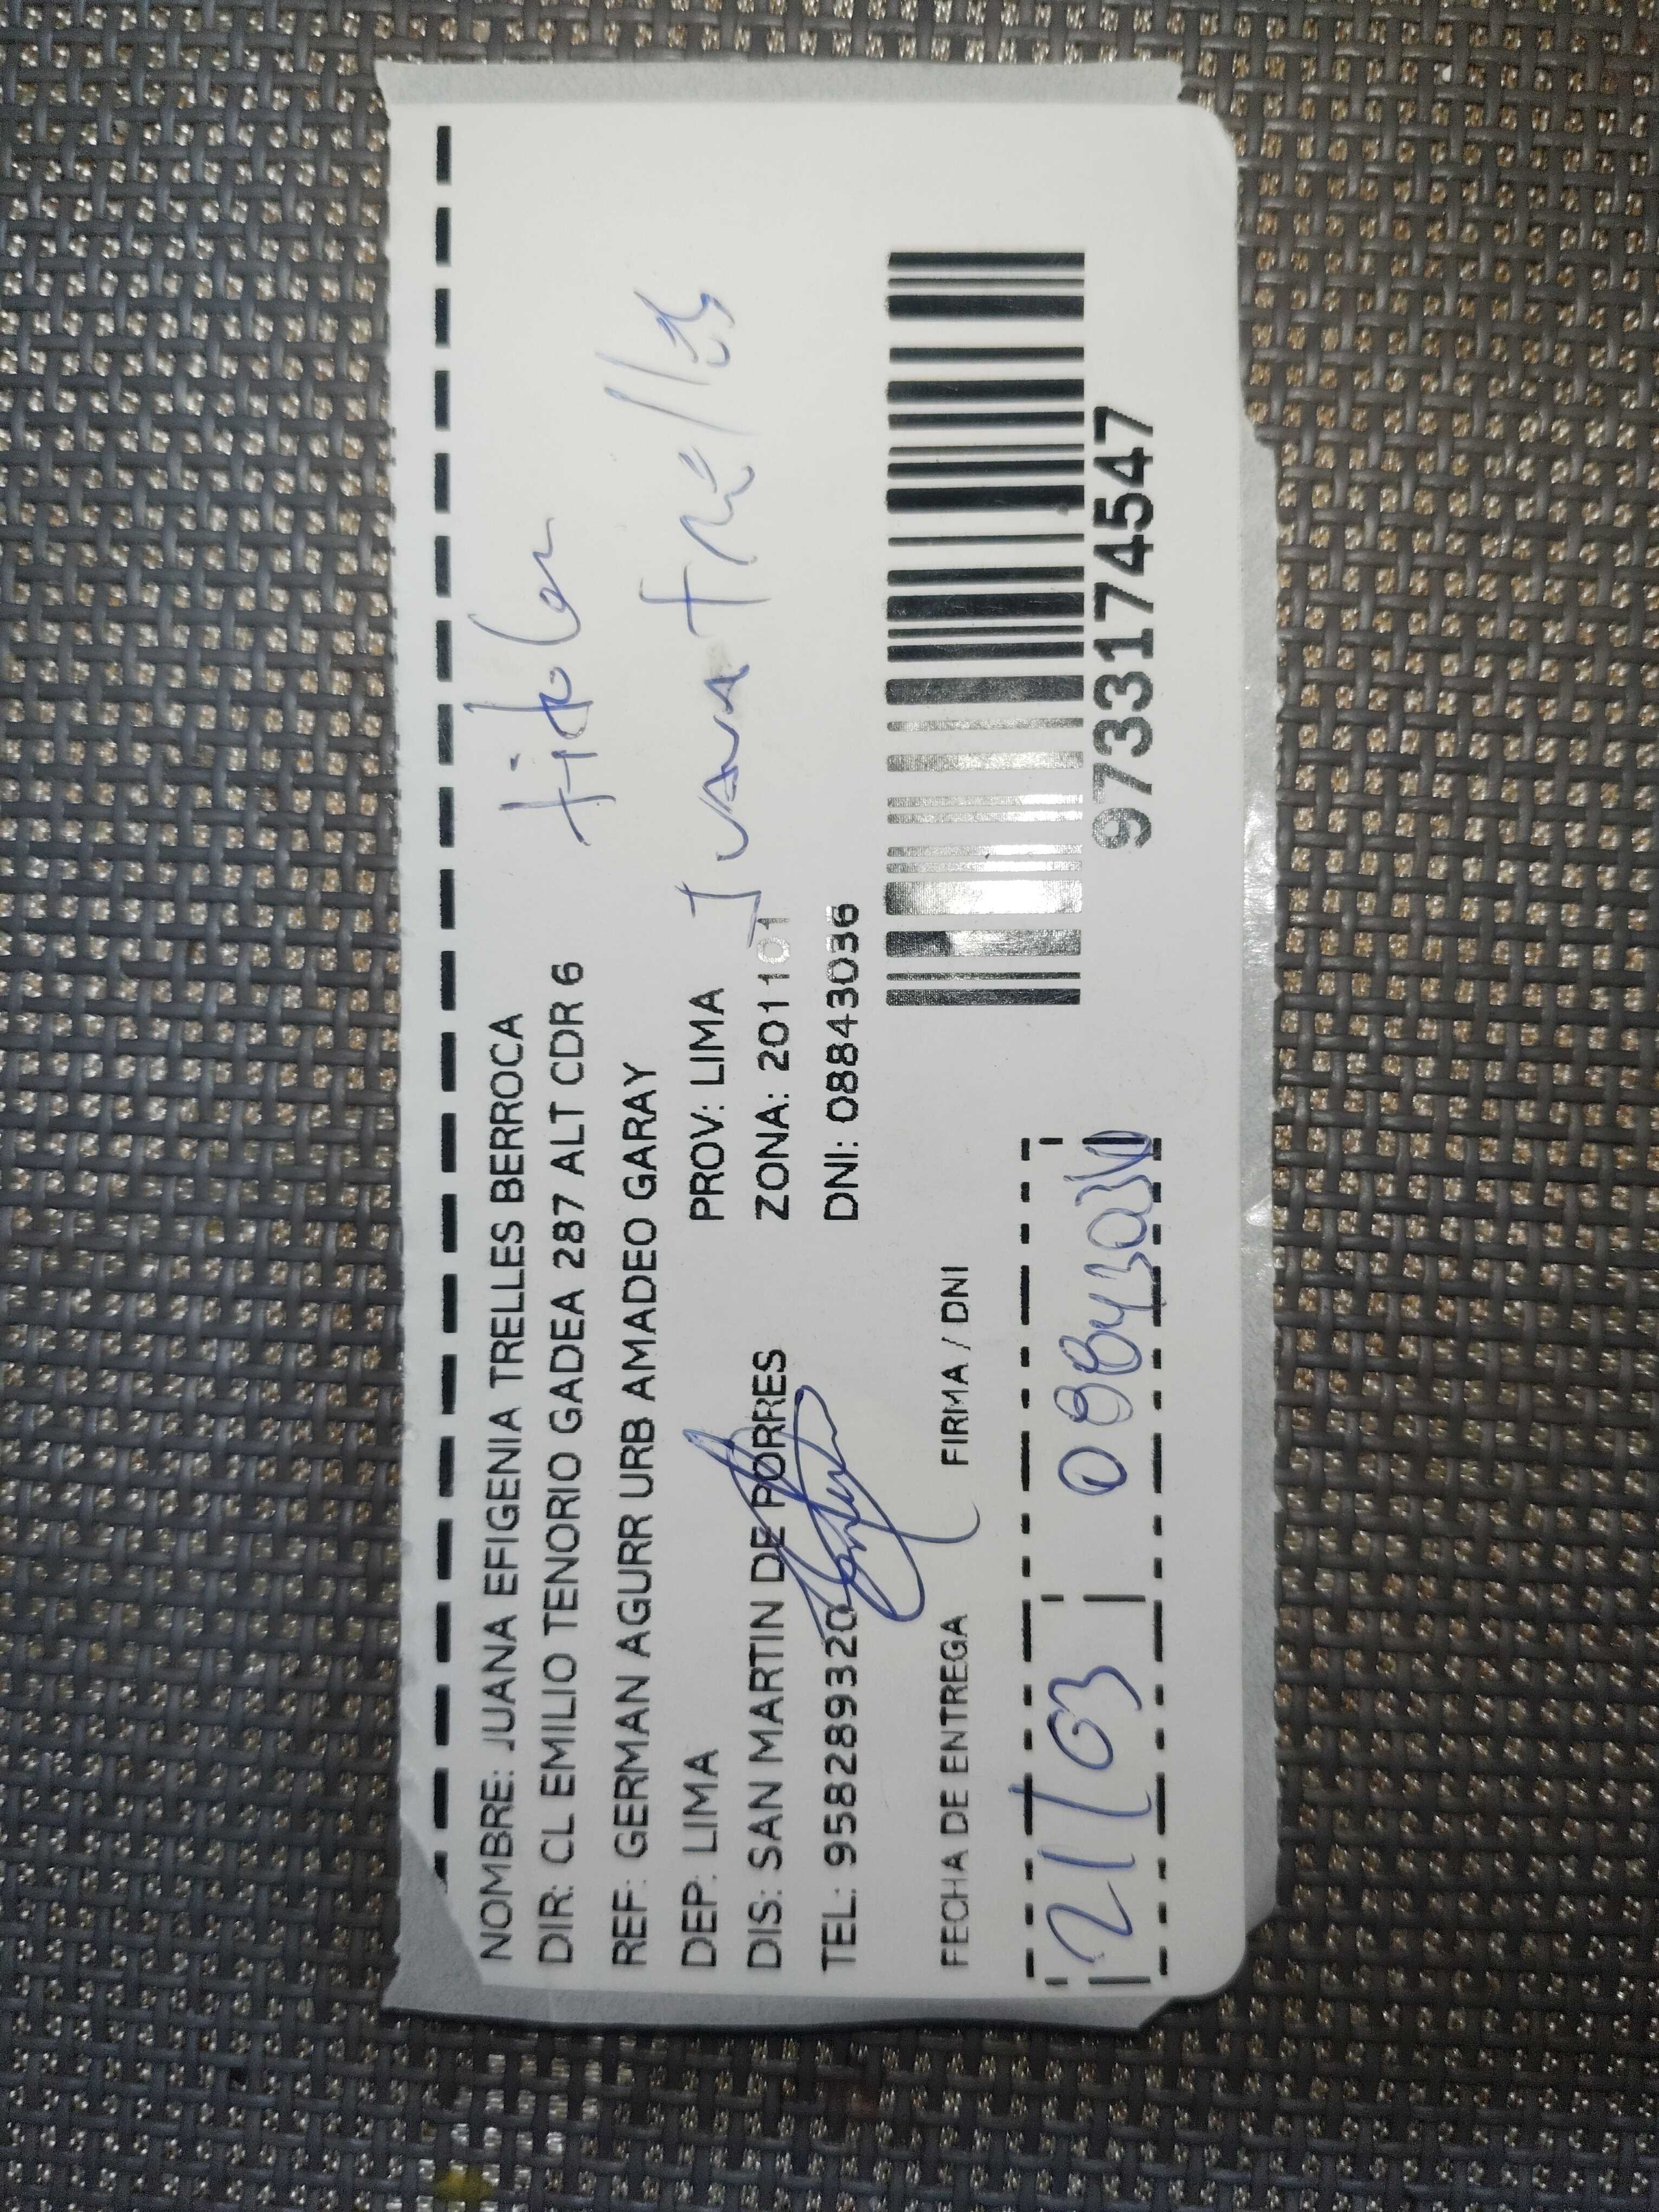 NOMBRE: JUANA EFIGENIA TRELLES BERROCA
DIR: CL EMILIO TENORIO GADEA 287 ALT CDR 6
titular
REF: GERMAN AGURR URB AMADEO GARAY
DEP: LIMA PROV: LIMA
Juana trelles
DIS: SAN MARTIN DE PORRES ZONA: 201101
TEL: 958289320 DNI: 08843036
FECHA DE ENTREGA FIRMA / DNI
21/03 08843036
9733174547